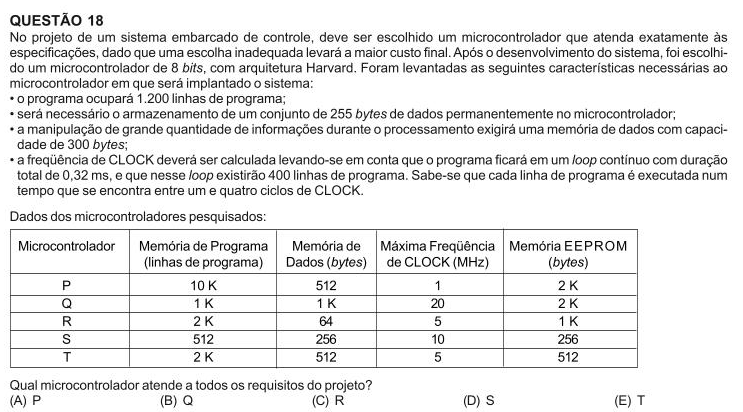 QUESTÃO 18
No projeto de um sistema embarcado de controle, deve ser escolhido um microcontrolador que atenda exatamente às
especificações, dado que uma escolha inadequada levará a maior custo final. Após o desenvolvimento do sistema, foi escolhi-
do um microcontrolador de 8 bits, com arquitetura Harvard. Foram levantadas as seguintes características necessárias ao
microcontrolador em que será implantado o sistema:
• o programa ocupará 1.200 linhas de programa;
• será necessário o armazenamento de um conjunto de 255 bytes de dados permanentemente no microcontrolador;
• a manipulação de grande quantidade de informações durante o processamento exigirá uma memória de dados com capaci-
dade de 300 bytes;
• a freqüência de CLOCK deverá ser calculada levando-se em conta que o programa ficará em um loop contínuo com duração
total de 0,32 ms, e que nesse loop existirão 400 linhas de programa. Sabe-se que cada linha de programa é executada num
tempo que se encontra entre um e quatro ciclos de CLOCK.
Dados dos microcontroladores pesquisados:
Microcontrolador Memória de Programa Memória de Máxima Freqüência Memória EEPROM
(linhas de programa) Dados (bytes) de CLOCK (MHz) (bytes)
P 10 K 512 1 2 K
Q 1 K 1 K 20 2 K
R 2 K 64 5 1 K
S 512 256 10 256
T 2 K 512 5 512
Qual microcontrolador atende a todos os requisitos do projeto?
(A) P (B) Q (C) R (D) S (E) T